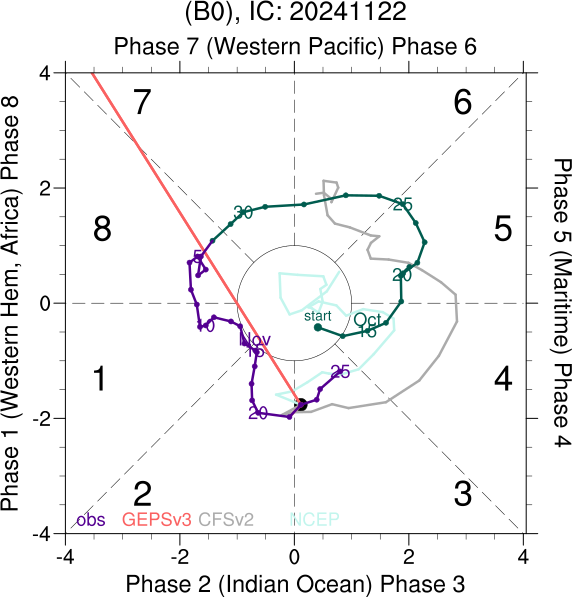 (B0), IC: 20241122
Phase 7 (Western Pacific) Phase 6
4
7
6
Phase 1 (Western Hem, Africa) Phase 8
Phase 5 (Maritime) Phase 4
2
30
25
8
5
5
20
0
start
Oct
15
10
Nov
15
25
1
4
-2
20
2
3
obs
GEPSv3
CFSv2
NCEP
-4
-4
-2
0
2
4
Phase 2 (Indian Ocean) Phase 3